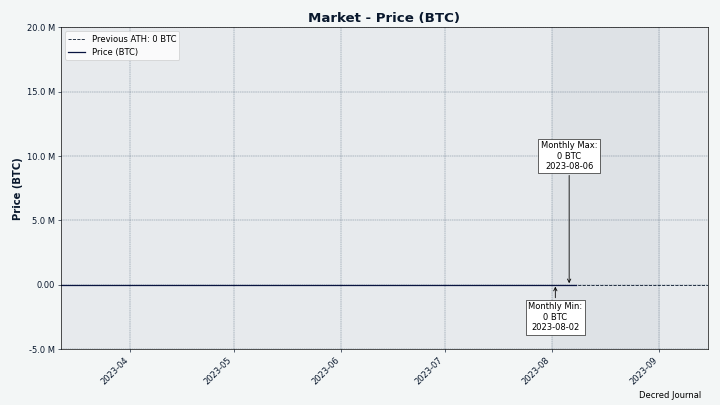 Market - Price (BTC)
Previous ATH: 0 BTC
Price (BTC)
Price (BTC)
20.0 M
15.0 M
10.0 M
5.0 M
0.00
-5.0 M
Monthly Max:
0 BTC
2023-08-06
Monthly Min:
0 BTC
2023-08-02
2023-04
2023-05
2023-06
2023-07
2023-08
2023-09
Decred Journal